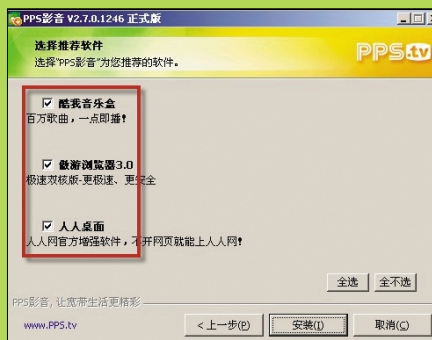 PPS影音 V2.7.0.1246 正式版
选择推荐软件
选择"PPS影音"为您推荐的软件。
PPS.tv
酷我音乐盒
百万歌曲，一点即播!
傲游浏览器3.0
极速双核版-更极速、更安全
人人桌面
人人网官方增强软件，不开网页就能上人人网!
全选 全不选
PPS影音, 让宽带生活更精彩
www.PPS.tv
<上一步(P) 安装(I) 取消(C)